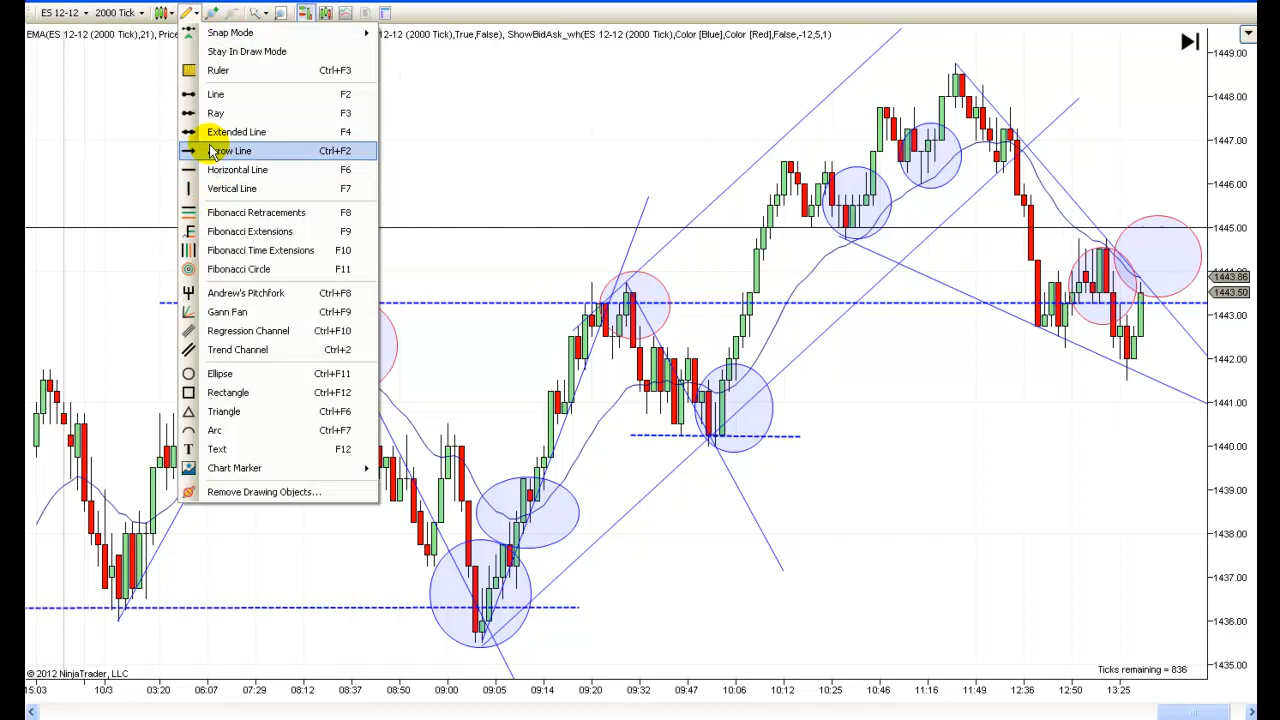 ES 12-12 2000 Tick
EMA(ES 12-12 (2000 Tick),21), Pric 12-12 (2000 Tick),True,False), ShowBidAsk_wh(ES 12-12 (2000 Tick),Color [Blue],Color [Red],False,-12,5,1)
Snap Mode
Stay In Draw Mode
Ruler Ctrl+F3
Line F2
Ray F3
Extended Line F4
row Line Ctrl+F2
Horizontal Line F6
Vertical Line F7
Fibonacci Retracements F8
Fibonacci Extensions F9
Fibonacci Time Extensions F10
Fibonacci Circle F11
Andrew's Pitchfork Ctrl+F8
Gann Fan Ctrl+F9
Regression Channel Ctrl+F10
Trend Channel Ctrl+2
Ellipse Ctrl+F11
Rectangle Ctrl+F12
Triangle Ctrl+F6
Arc Ctrl+F7
Text F12
Chart Marker
Remove Drawing Objects...
1449.00
1448.00
1447.00
1446.00
1445.00
1443.86
1443.50
1443.00
1442.00
1441.00
1440.00
1439.00
1438.00
1437.00
1436.00
1435.00
Ticks remaining = 836
© 2012 NinjaTrader, LLC
15:03 10/3 03:20 06:07 07:29 08:18 08:37 08:50 09:00 09:05 09:14 09:20 09:32 09:47 10:06 10:12 10:25 10:46 11:16 11:49 12:36 12:50 13:25